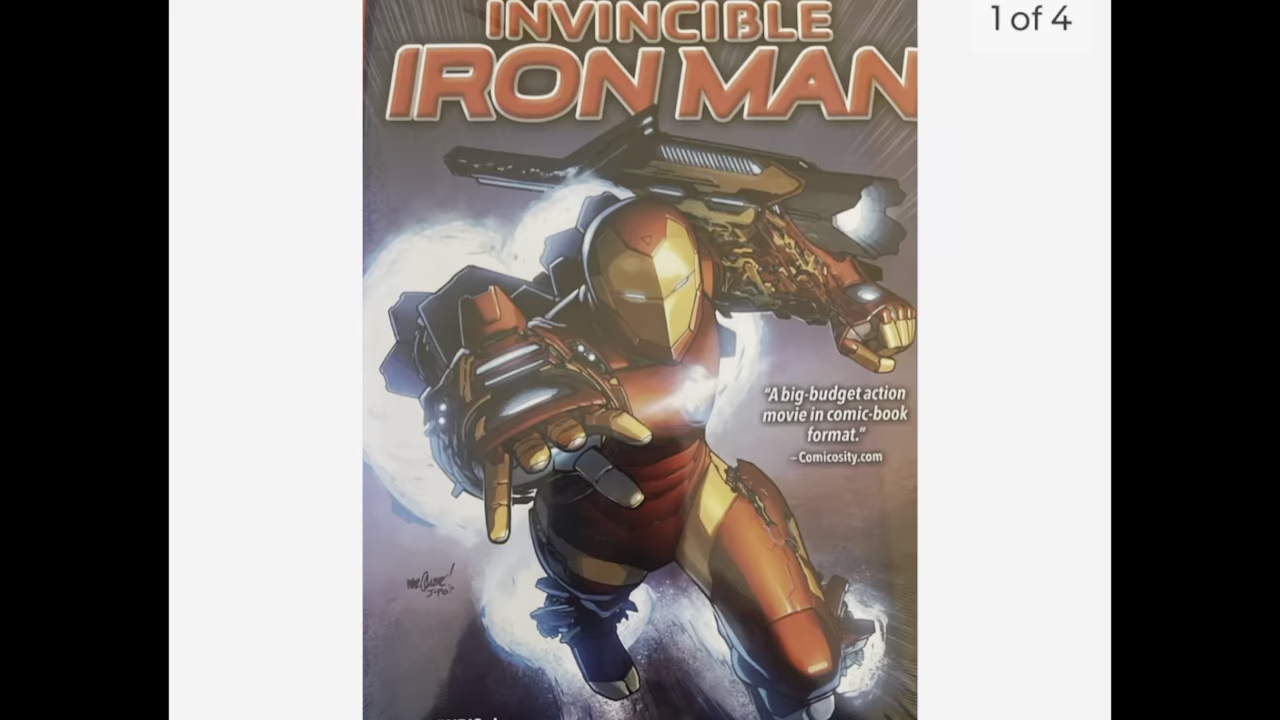 1 of 4
INVINCIBLE
IRON MAN
“A big-budget action
movie in comic-book
format.”
– Comicosity.com